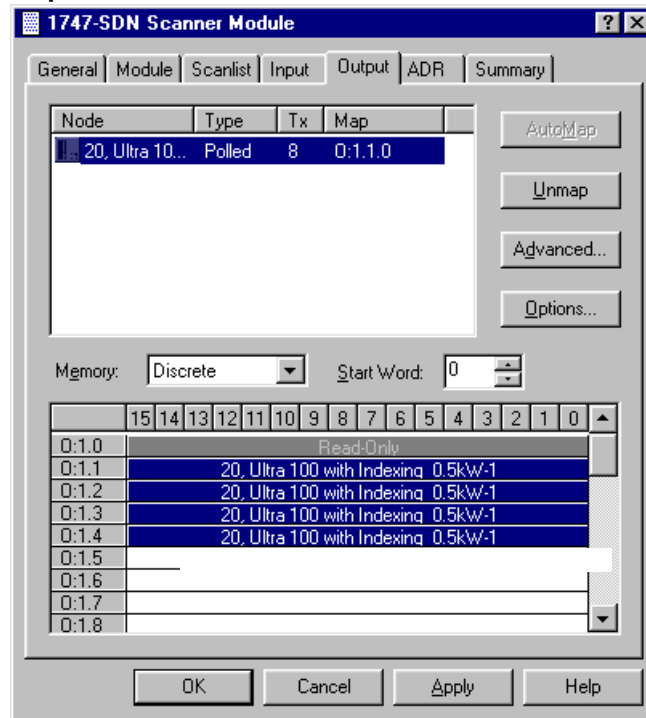 1747-SDN Scanner Module
General Module Scanlist Input Output ADR Summary
Node Type Tx Map
20, Ultra 10... Polled 8 0:1.1.0
AutoMap
Unmap
Advanced...
Options...
Memory: Discrete Start Word: 0
15 14 13 12 11 10 9 8 7 6 5 4 3 2 1 0
0:1.0 Read-Only
0:1.1 20, Ultra 100 with Indexing 0.5kW-1
0:1.2 20, Ultra 100 with Indexing 0.5kW-1
0:1.3 20, Ultra 100 with Indexing 0.5kW-1
0:1.4 20, Ultra 100 with Indexing 0.5kW-1
0:1.5
0:1.6
0:1.7
0:1.8
OK Cancel Apply Help